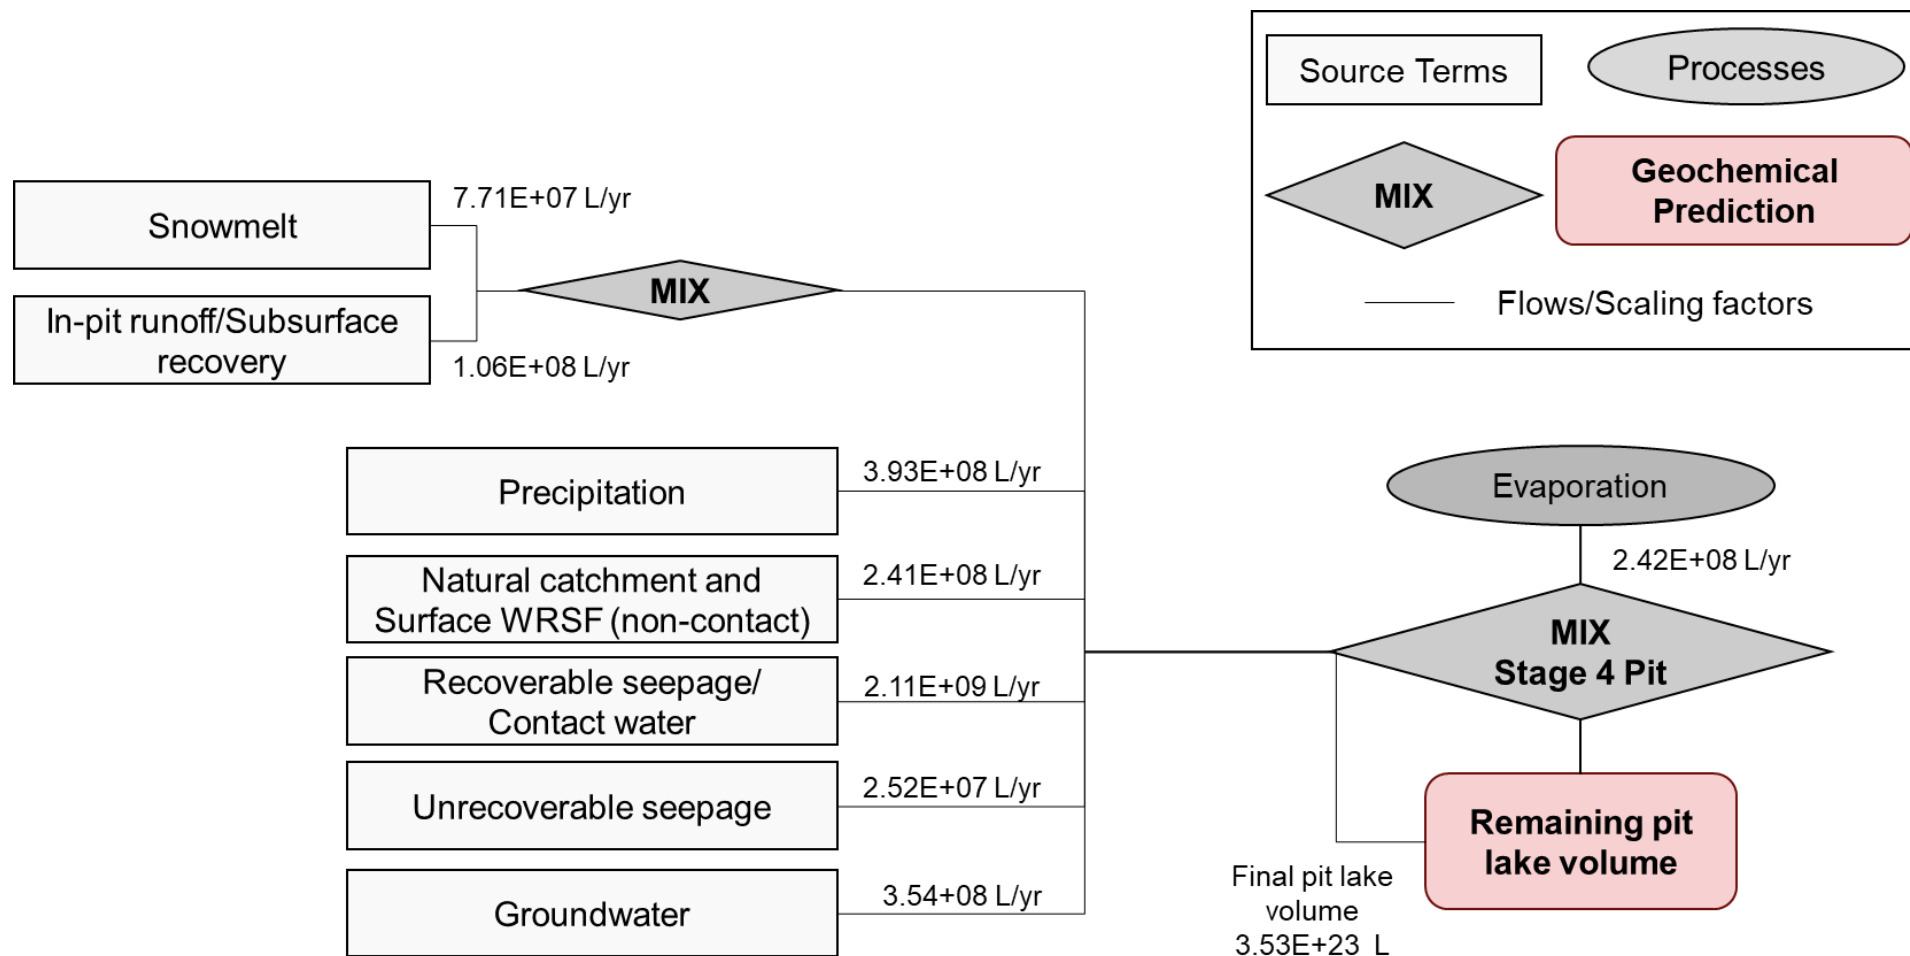 Source Terms
Processes
MIX
Geochemical
Prediction
Flows/Scaling factors
Snowmelt
7.71E+07 L/yr
In-pit runoff/Subsurface
recovery
1.06E+08 L/yr
MIX
Precipitation
3.93E+08 L/yr
Natural catchment and
Surface WRSF (non-contact)
2.41E+08 L/yr
Recoverable seepage/
Contact water
2.11E+09 L/yr
Unrecoverable seepage
2.52E+07 L/yr
Groundwater
3.54+08 L/yr
Evaporation
2.42E+08 L/yr
MIX
Stage 4 Pit
Remaining pit
lake volume
Final pit lake
volume
3.53E+23 L